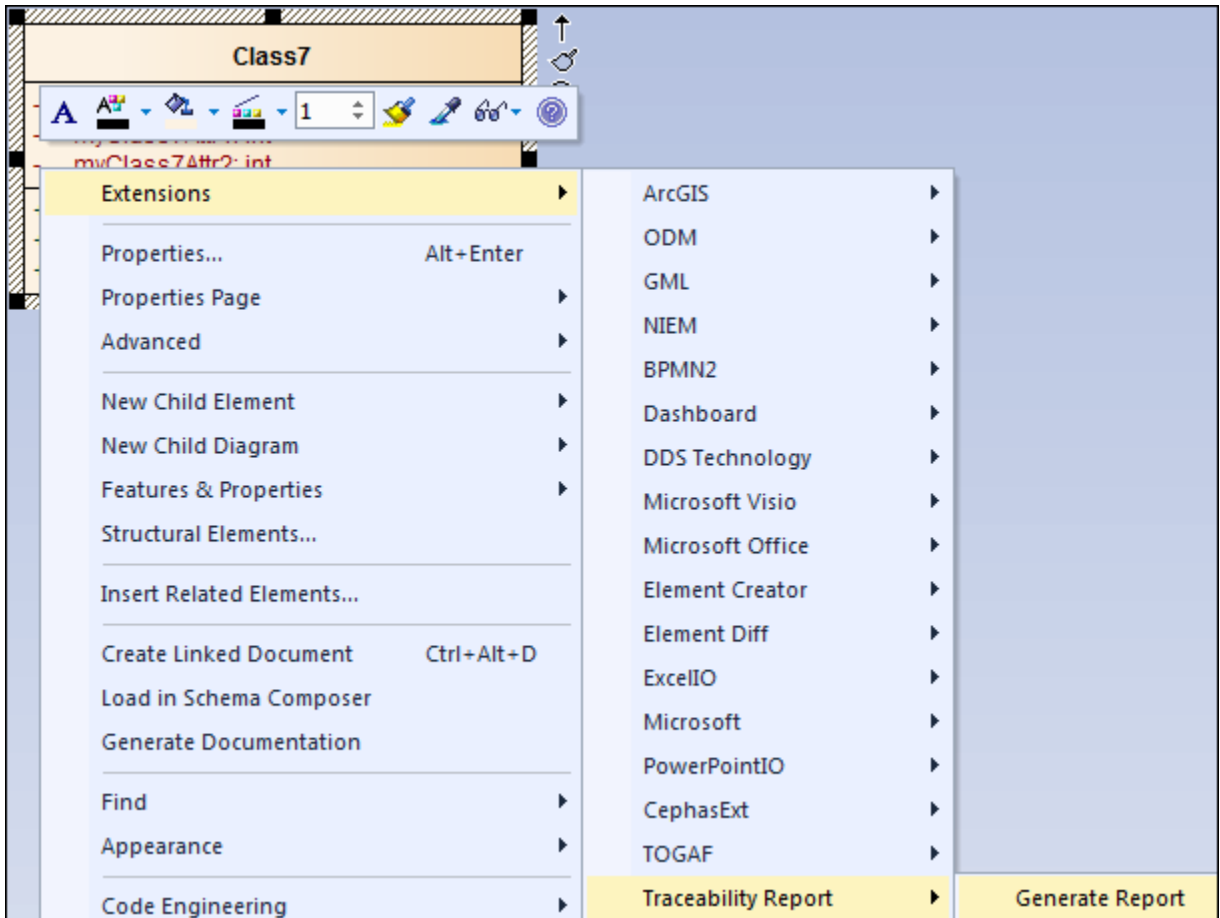 Class7
A
A
1
myClass7Attr2: int
Extensions
Properties... Alt+Enter
Properties Page
Advanced
New Child Element
New Child Diagram
Features & Properties
Structural Elements...
Insert Related Elements...
Create Linked Document Ctrl+Alt+D
Load in Schema Composer
Generate Documentation
Find
Appearance
Code Engineering
ArcGIS
ODM
GML
NIEM
BPMN2
Dashboard
DDS Technology
Microsoft Visio
Microsoft Office
Element Creator
Element Diff
ExcelIO
Microsoft
PowerPointIO
CephasExt
TOGAF
Traceability Report
Generate Report